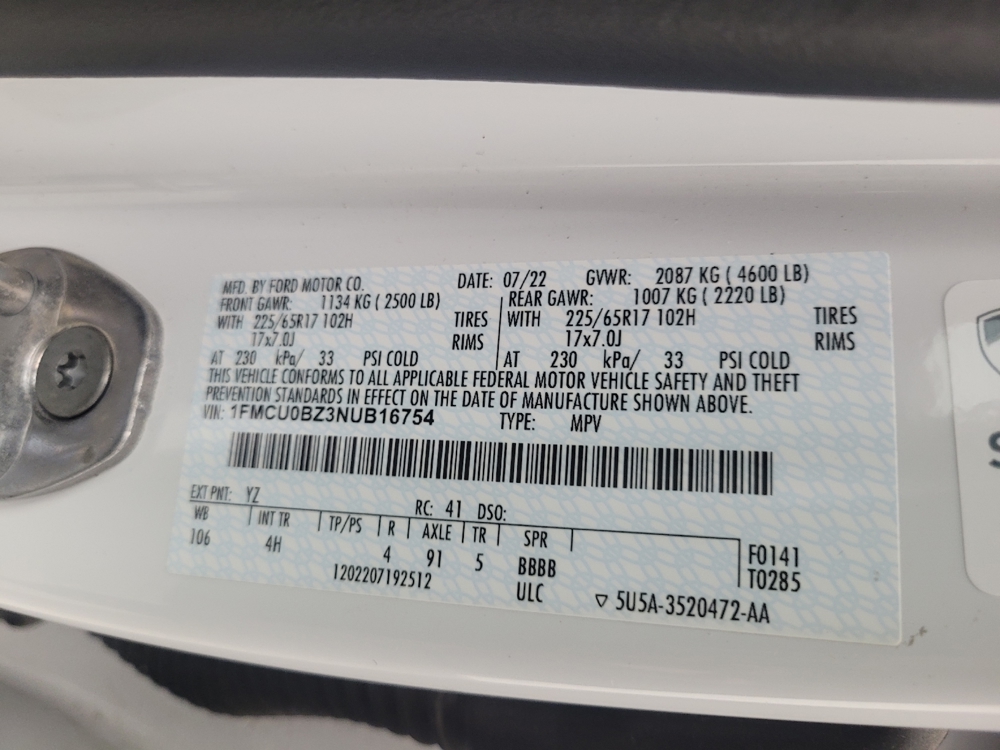 MFD. BY FORD MOTOR CO. DATE: 07/22 GVWR: 2087 KG ( 4600 LB)
FRONT GAWR: 1134 KG ( 2500 LB) REAR GAWR: 1007 KG ( 2220 LB)
WITH 225/65R17 102H TIRES WITH 225/65R17 102H TIRES
17x7.0J RIMS 17x7.0J RIMS
AT 230 kPa/ 33 PSI COLD AT 230 kPa/ 33 PSI COLD
THIS VEHICLE CONFORMS TO ALL APPLICABLE FEDERAL MOTOR VEHICLE SAFETY AND THEFT
PREVENTION STANDARDS IN EFFECT ON THE DATE OF MANUFACTURE SHOWN ABOVE.
VIN: 1FMCU0BZ3NUB16754 TYPE: MPV
EXT PNT: YZ RC: 41 DSO:
WB INT TR TP/PS R AXLE TR SPR
106 4H 4 91 5 BBBB
F0141
T0285
1202207192512 ULC
5U5A-3520472-AA